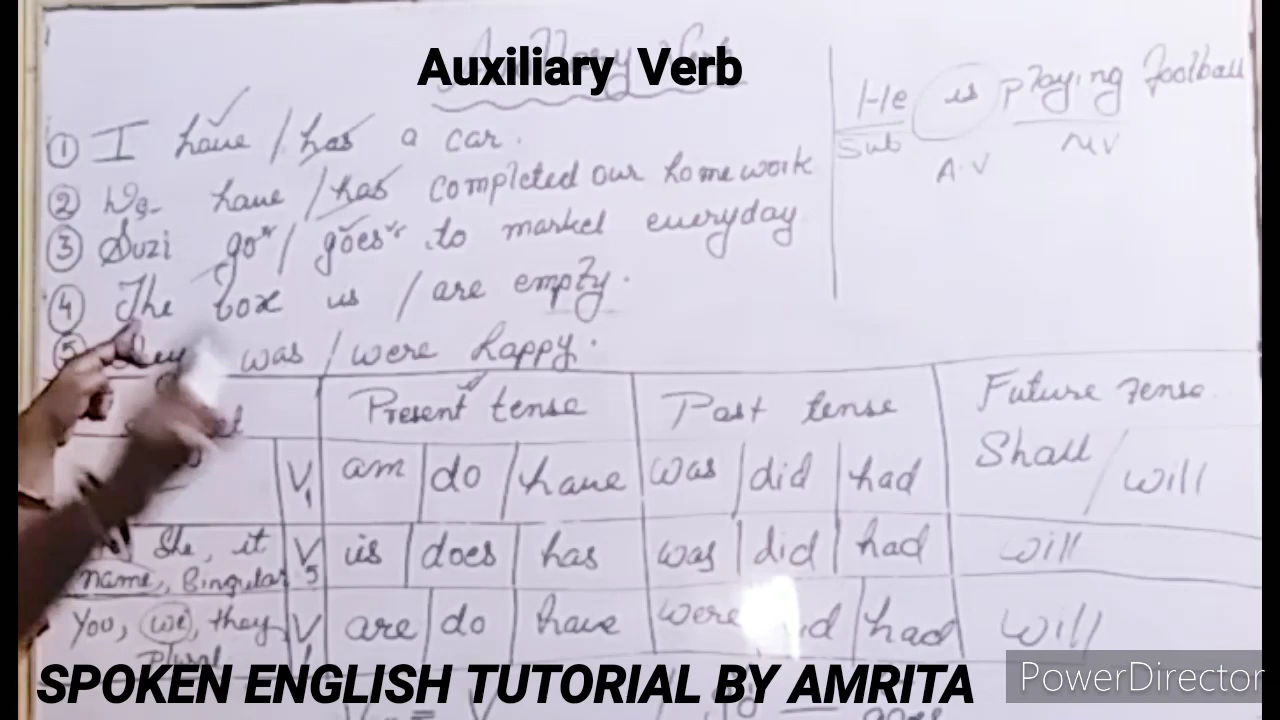 Auxiliary Verb
① I have / has a car.
② We have / has completed our homework
③ Suzi go / goes to market everyday
④ The box is / are empty.
⑤ was / were happy.
He is playing football
Sub A.V MV
Present tense Past tense Future Tense
V1 am do have was did had Shall / will
She, it V5 is does has was did had will
name, Singular
You, we, they V1 are do have were did had will
plural
SPOKEN ENGLISH TUTORIAL BY AMRITA
PowerDirector